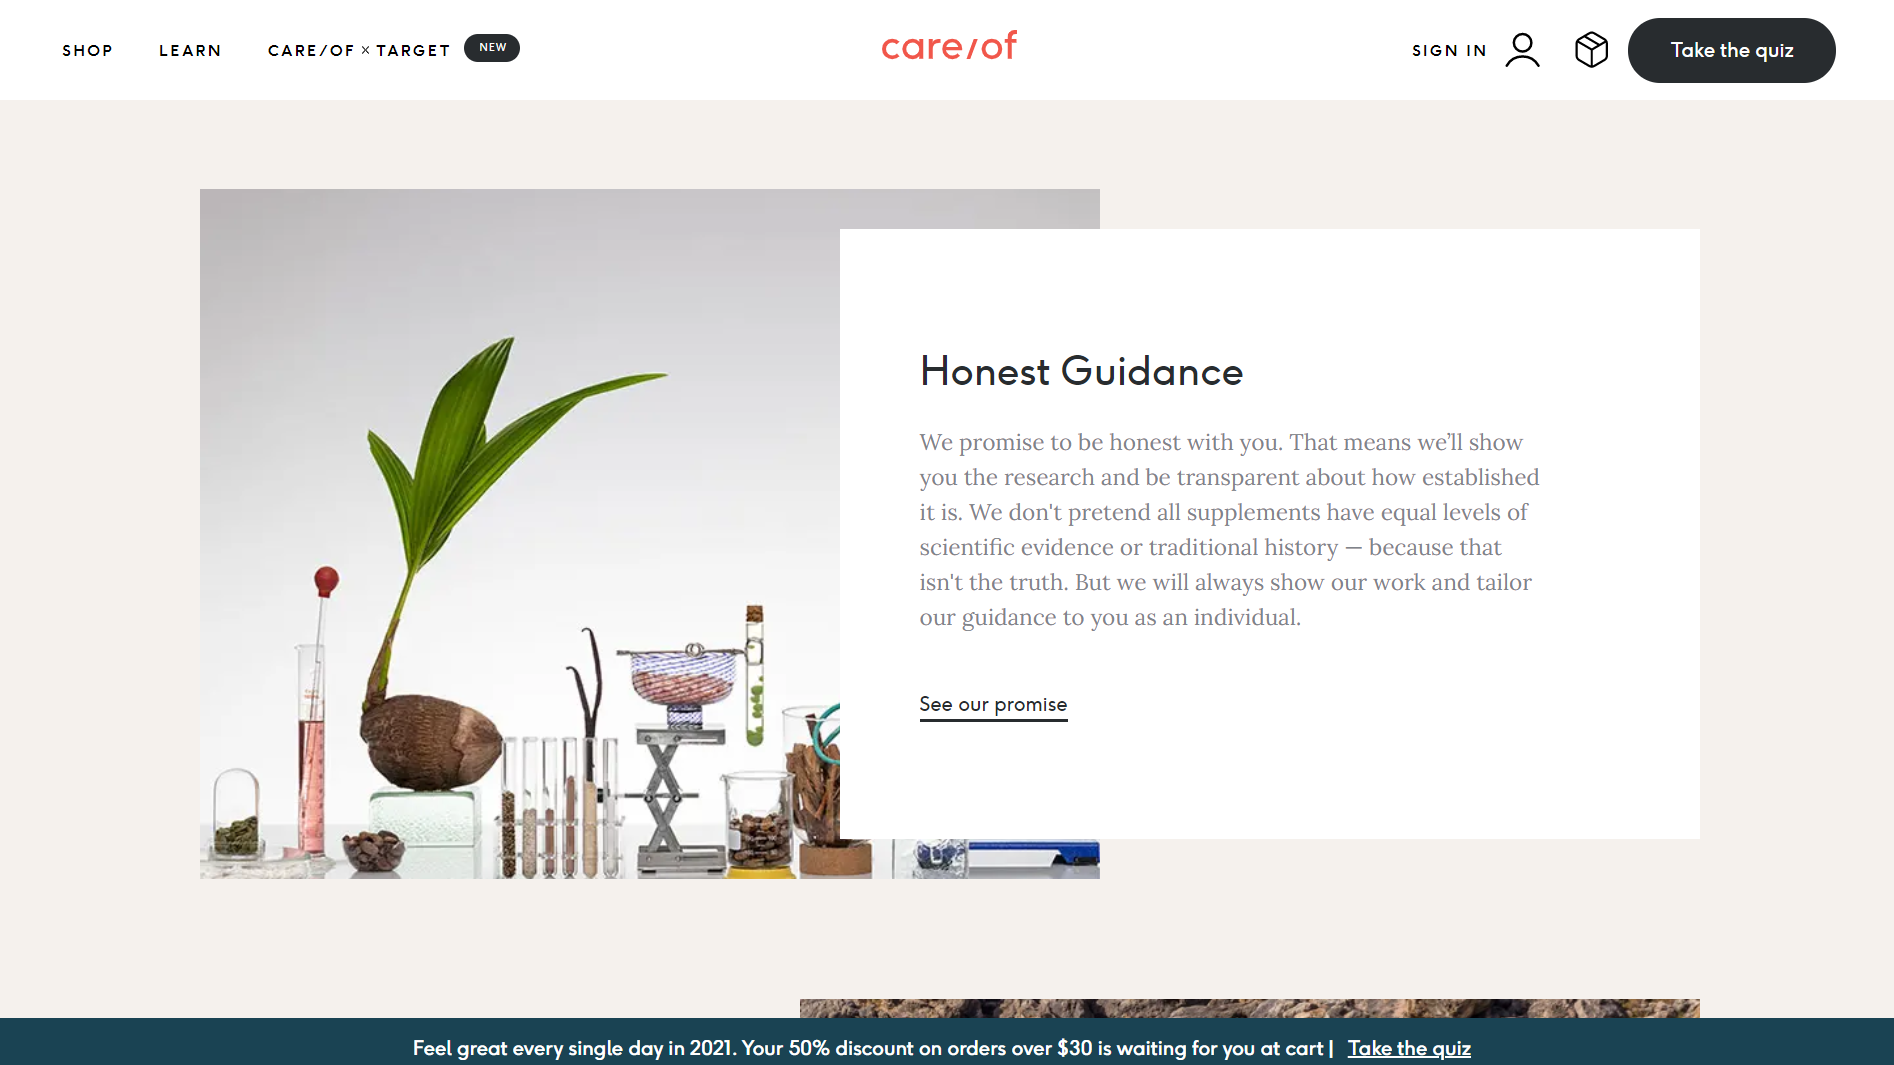 SHOP
LEARN
CARE/OF × TARGET
NEW
care/of
SIGN IN
Take the quiz
Honest Guidance
We promise to be honest with you. That means we’ll show
you the research and be transparent about how established
it is. We don't pretend all supplements have equal levels of
scientific evidence or traditional history — because that
isn't the truth. But we will always show our work and tailor
our guidance to you as an individual.
See our promise
Feel great every single day in 2021. Your 50% discount on orders over $30 is waiting for you at cart | Take the quiz